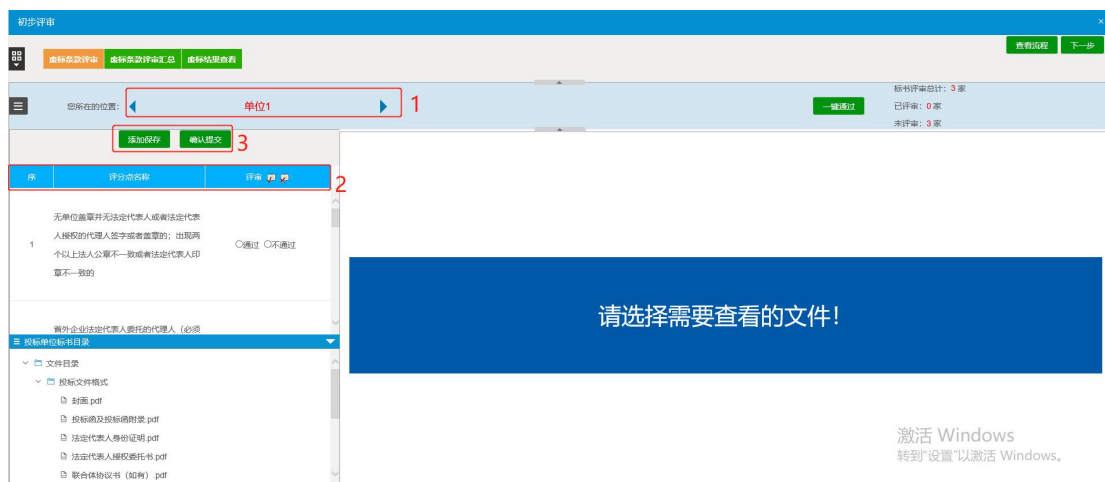 初步评审
×
查看流程 下一步
废标条款评审 废标条款评审汇总 废标结果查看
您所在的位置: 单位1 1
一键通过
标书评审总计: 3 家
已评审: 0 家
未评审: 3 家
添加保存 确认提交 3
序 评分点名称 评审 2
1
无单位盖章并无法定代表人或者法定代表
人授权的代理人签字或者盖章的; 出现两
个以上法人公章不一致或者法定代表人印
章不一致的
○通过 ○不通过
省外企业法定代表人委托的代理人（必须
投标单位标书目录
文件目录
投标文件格式
封面.pdf
投标函及投标函附录.pdf
法定代表人身份证明.pdf
法定代表人授权委托书.pdf
联合体协议书（如有）.pdf
请选择需要查看的文件!
激活 Windows
转到"设置"以激活 Windows。